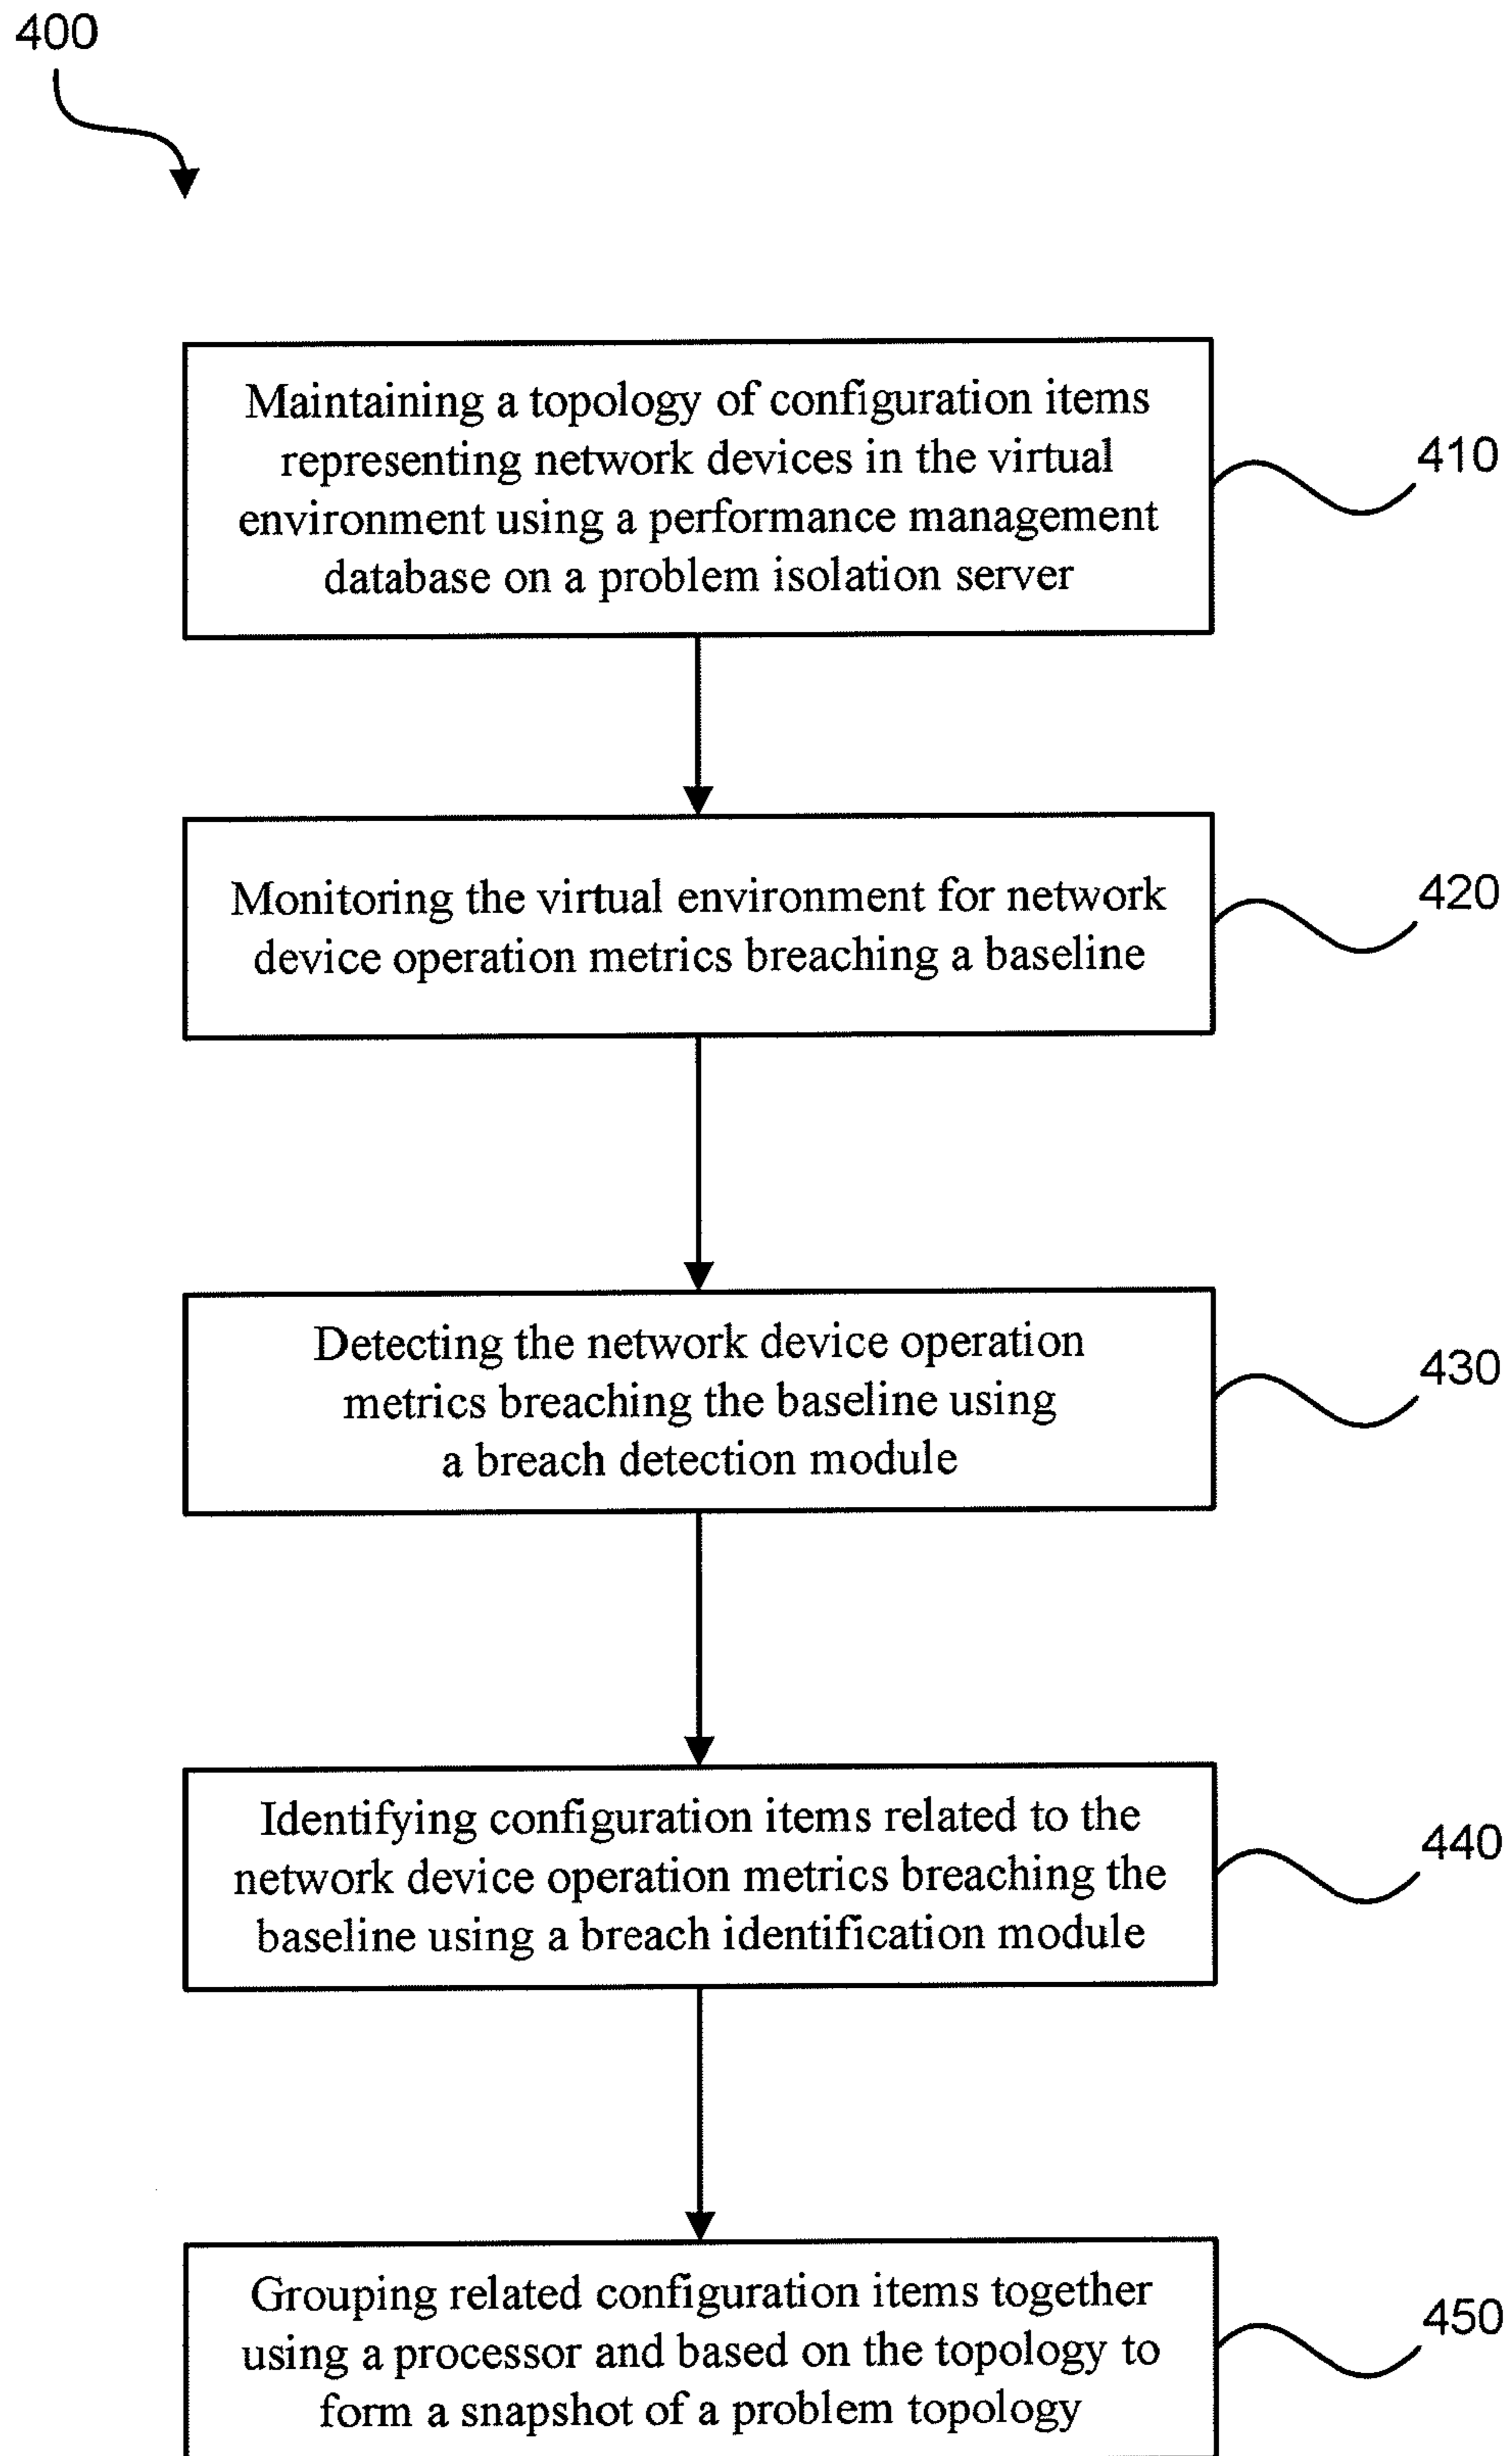 400
Maintaining a topology of configuration items
representing network devices in the virtual
environment using a performance management
database on a problem isolation server
410
Monitoring the virtual environment for network
device operation metrics breaching a baseline
420
Detecting the network device operation
metrics breaching the baseline using
a breach detection module
430
Identifying configuration items related to the
network device operation metrics breaching the
baseline using a breach identification module
440
Grouping related configuration items together
using a processor and based on the topology to
form a snapshot of a problem topology
450